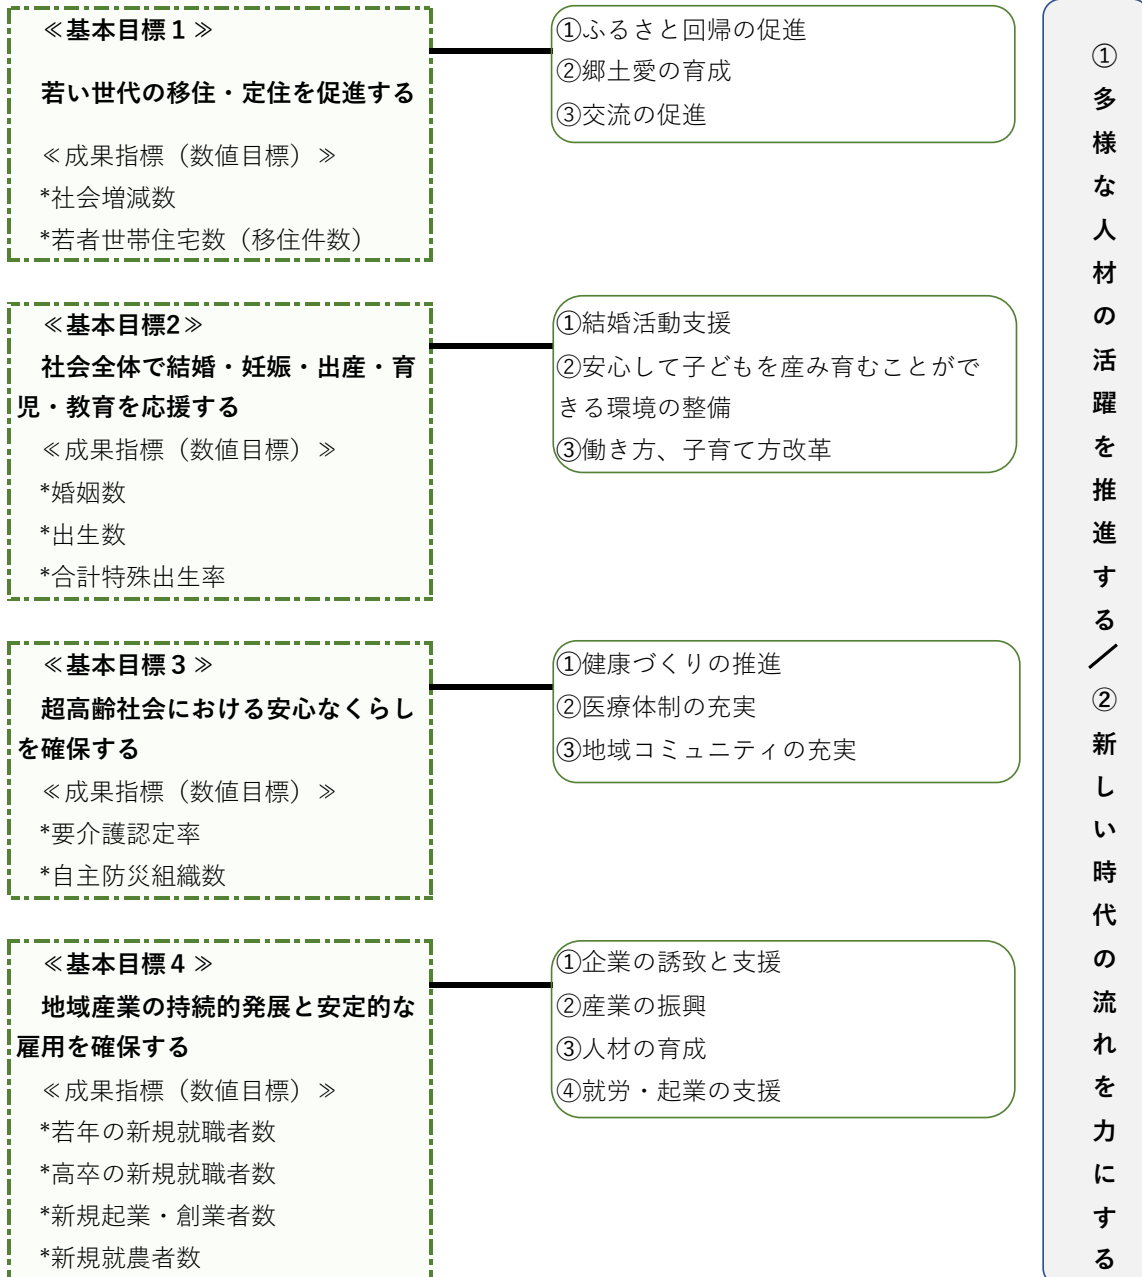 ≪基本目標１≫
若い世代の移住・定住を促進する
≪成果指標（数値目標）≫
*社会増減数
*若者世帯住宅数（移住件数）
①ふるさと回帰の促進
②郷土愛の育成
③交流の促進
≪基本目標2≫
社会全体で結婚・妊娠・出産・育
児・教育を応援する
≪成果指標（数値目標）≫
*婚姻数
*出生数
*合計特殊出生率
①結婚活動支援
②安心して子どもを産み育むことがで
きる環境の整備
③働き方、子育て方改革
≪基本目標３≫
超高齢社会における安心なくらし
を確保する
≪成果指標（数値目標）≫
*要介護認定率
*自主防災組織数
①健康づくりの推進
②医療体制の充実
③地域コミュニティの充実
≪基本目標４≫
地域産業の持続的発展と安定的な
雇用を確保する
≪成果指標（数値目標）≫
*若年の新規就職者数
*高卒の新規就職者数
*新規起業・創業者数
*新規就農者数
①企業の誘致と支援
②産業の振興
③人材の育成
④就労・起業の支援
①多様な人材の活躍を推進する／②新しい時代の流れを力にする